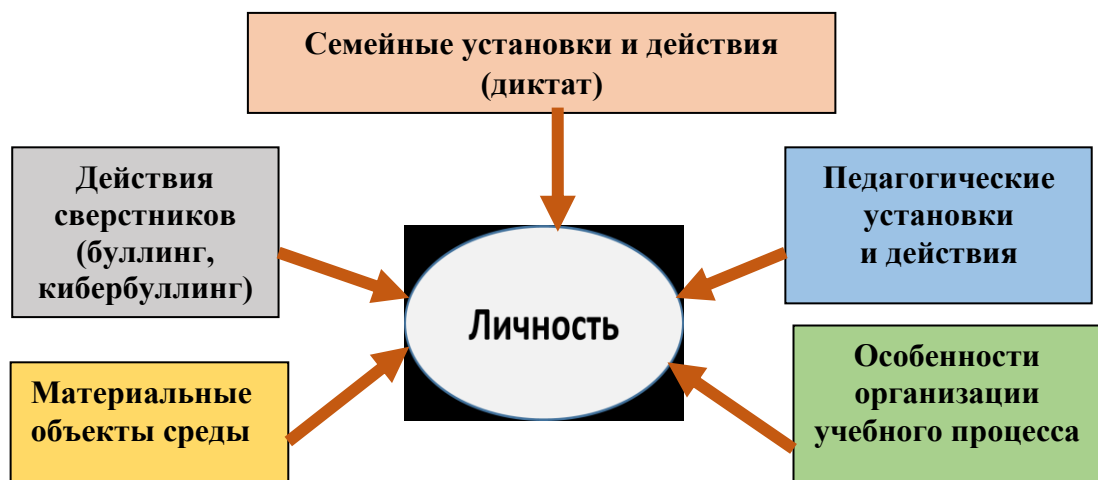 Семейные установки и действия
(диктат)
Действия
сверстников
(буллинг,
кибербуллинг)
Педагогические
установки
и действия
Личность
Материальные
объекты среды
Особенности
организации
учебного процесса